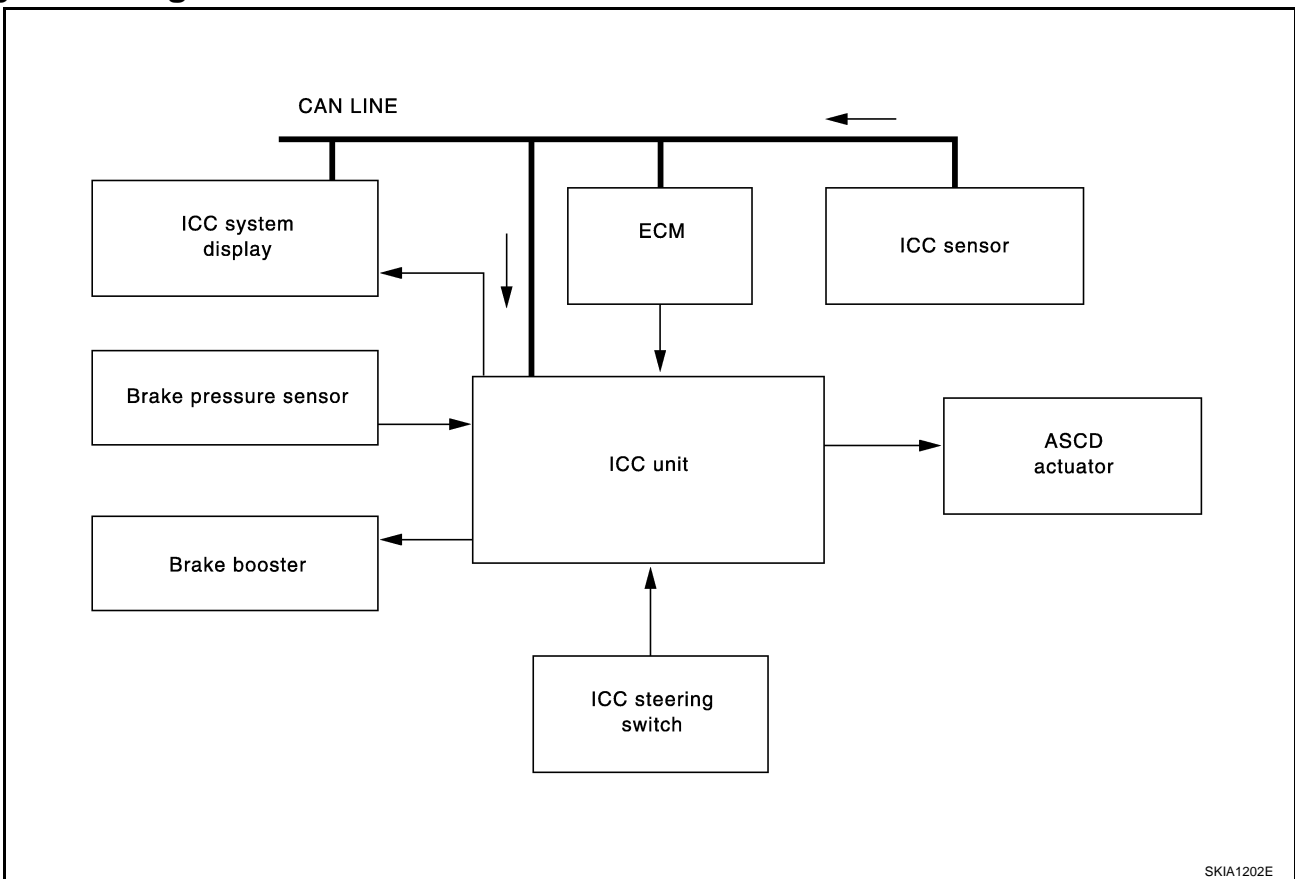 CAN LINE
ICC system
display
ECM
ICC sensor
Brake pressure sensor
ICC unit
ASCD
actuator
Brake booster
ICC steering
switch
SKIA1202E